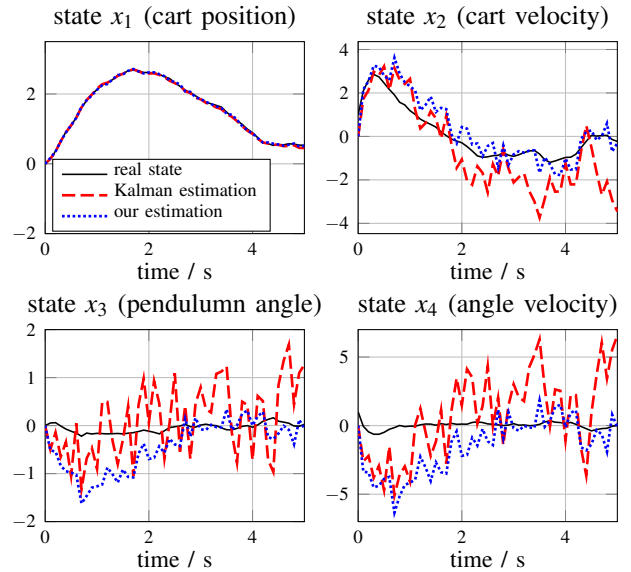 state x₁ (cart position)
state x₂ (cart velocity)
2
0
−2
real state
Kalman estimation
our estimation
0 2 4
time / s
4
2
0
−2
−4
0 2 4
time / s
state x₃ (pendulumn angle)
state x₄ (angle velocity)
2
1
0
−1
−2
0 2 4
time / s
5
0
−5
0 2 4
time / s